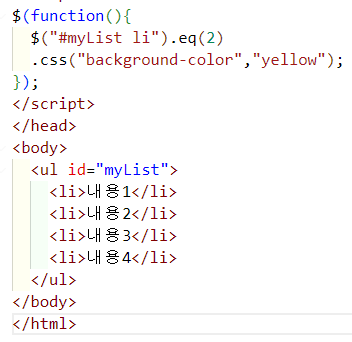 $(function(){
$("#myList li").eq(2)
.css("background-color","yellow");
});
</script>
</head>
<body>
<ul id="myList">
<li>내용1</li>
<li>내용2</li>
<li>내용3</li>
<li>내용4</li>
</ul>
</body>
</html>